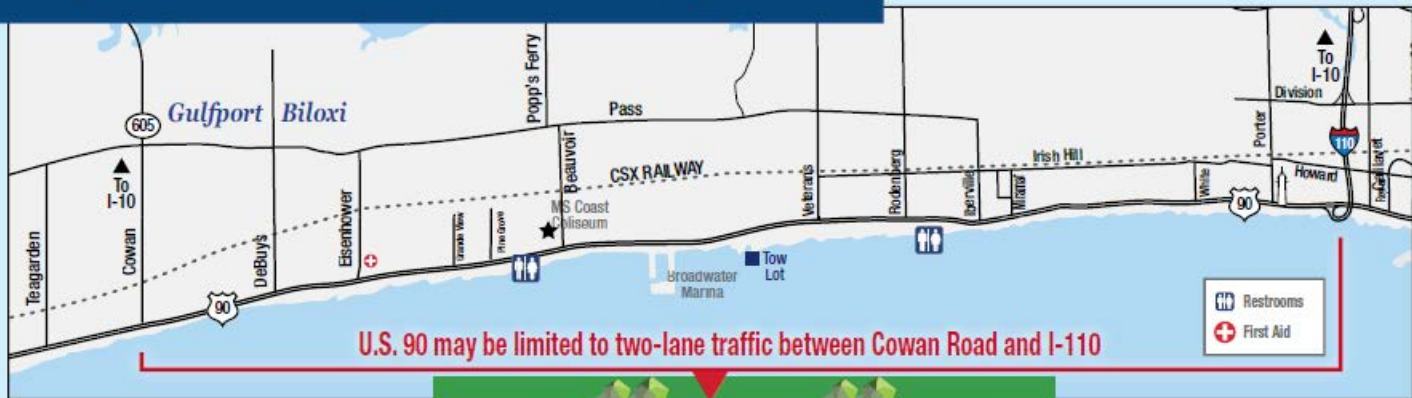 Popp's Ferry
To
I-10
Division
Gulfport
Biloxi
Pass
605
Porter
110
To
I-10
Beauvoir
CSX RAILWAY
Irish Hill
Howard
MS Coast
Coliseum
Veterans
Rodenberg
Iberville
Miramar
White
90
Teagarden
Cowan
DeBuy's
Eisenhower
Grande View
Pine Grove
Tow
Lot
Broadwater
Marina
90
Restrooms
First Aid
U.S. 90 may be limited to two-lane traffic between Cowan Road and I-110